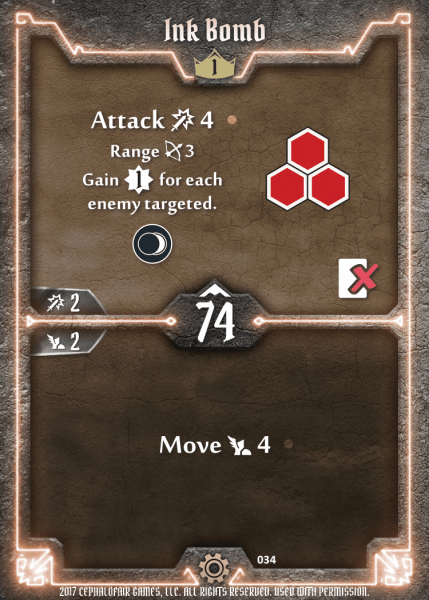 Ink Bomb
1
Attack 4
Range 3
Gain 1 for each
enemy targeted.
2
74
2
Move 4
034
2017 CEPHALOFAIR GAMES, LLC. ALL RIGHTS RESERVED. USED WITH PERMISSION.